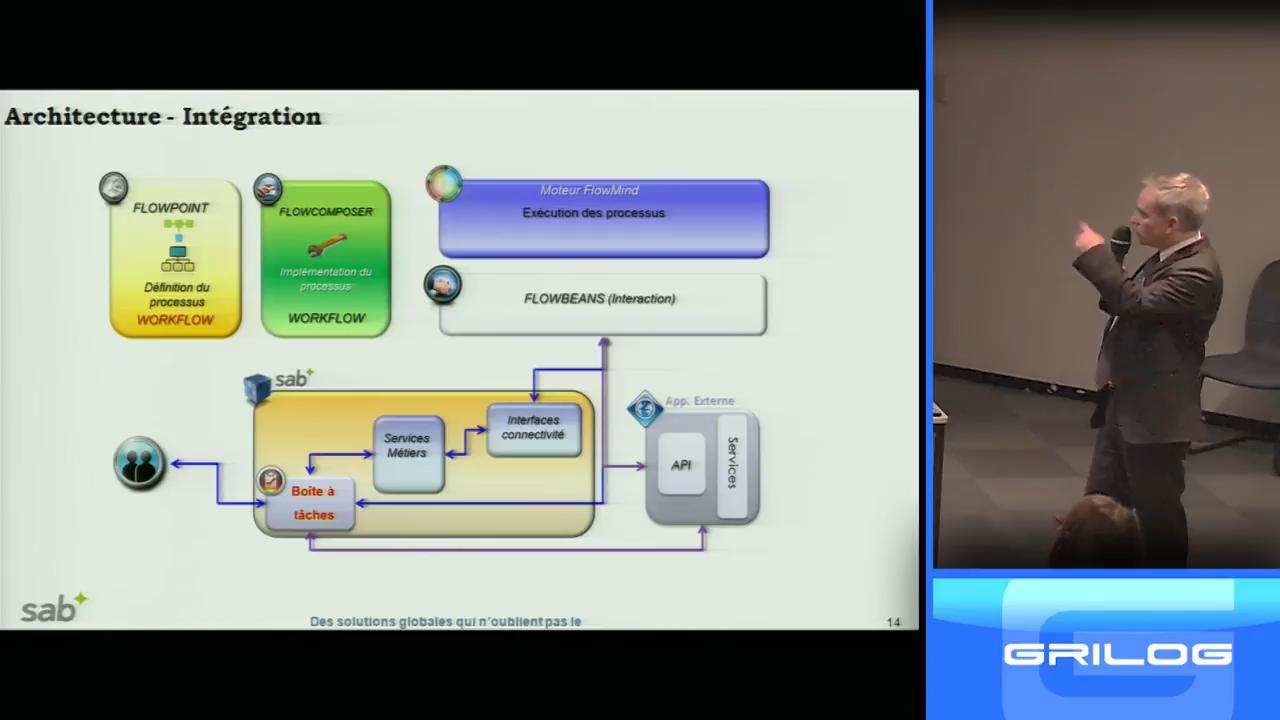 Architecture - Intégration
FLOWPOINT
Définition du
processus
WORKFLOW
FLOWCOMPOSER
Implémentation du
processus
WORKFLOW
Moteur FlowMind
Exécution des processus
FLOWBEANS (Interaction)
sab
Interfaces
connectivité
Services
Métiers
Boîte à
tâches
App. Externe
API
Services
sab
Des solutions globales qui n'oublient pas le
14
GRILOG